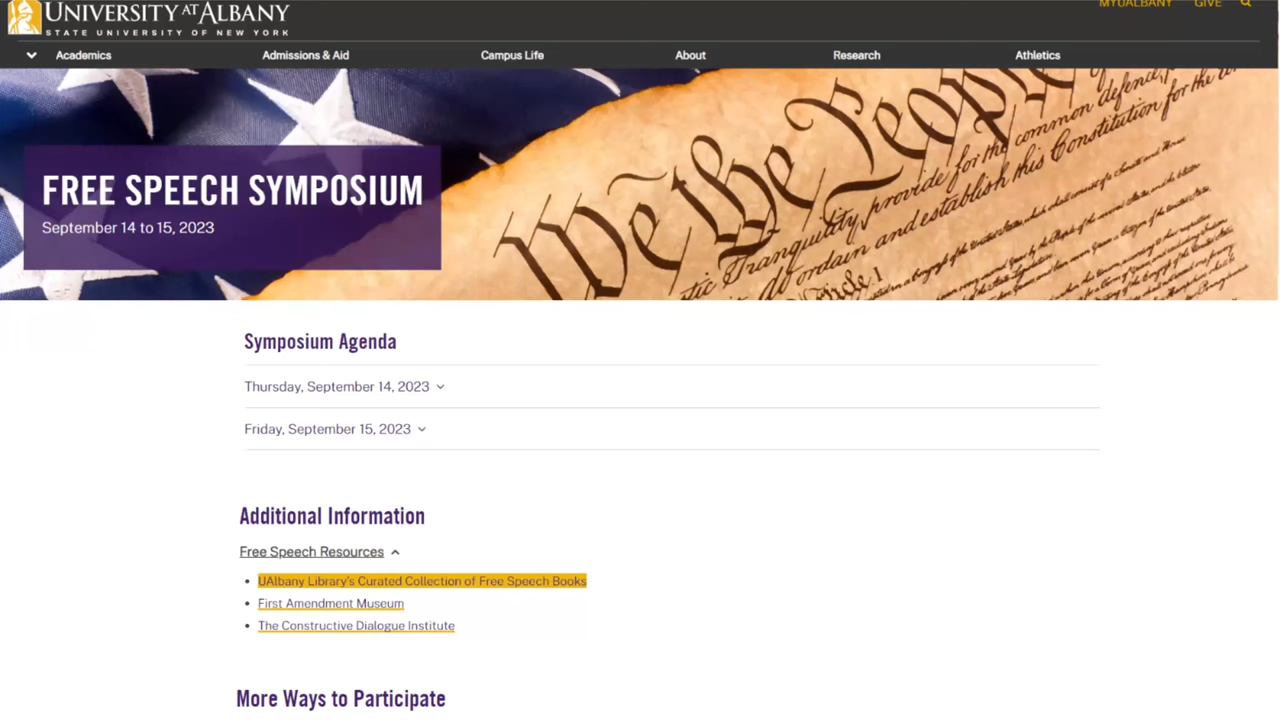 MYUALBANY GIVE
UNIVERSITY AT ALBANY
STATE UNIVERSITY OF NEW YORK
Academics Admissions & Aid Campus Life About Research Athletics
FREE SPEECH SYMPOSIUM
September 14 to 15, 2023
We the People
provide for the common defence,
Tranquility,
do ordain and establish this Constitution for the
Article I
Symposium Agenda
Thursday, September 14, 2023
Friday, September 15, 2023
Additional Information
Free Speech Resources
• UAlbany Library's Curated Collection of Free Speech Books
• First Amendment Museum
• The Constructive Dialogue Institute
More Ways to Participate